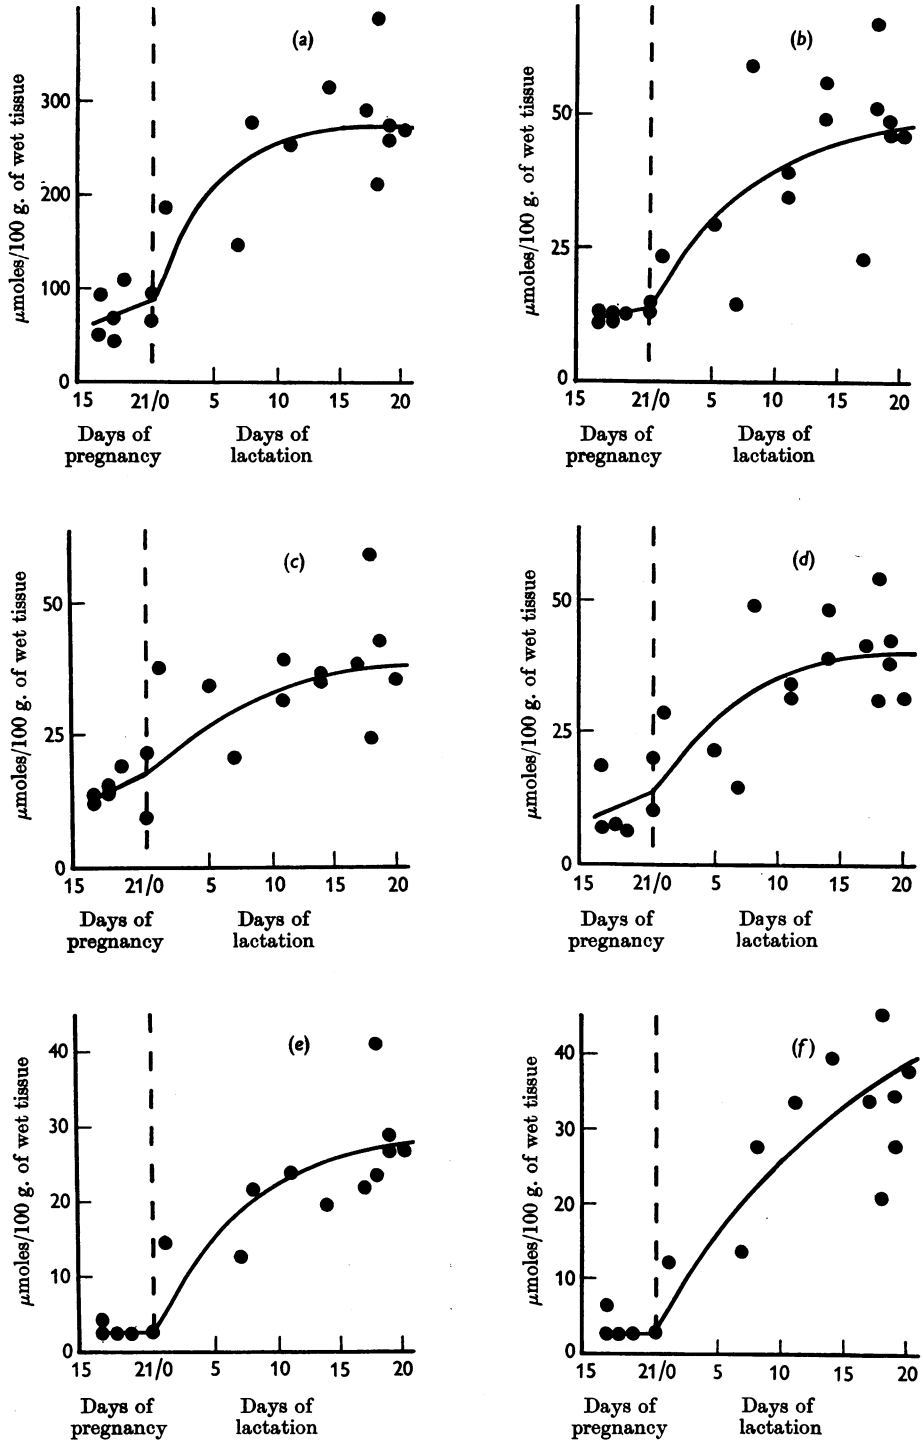 (a)
μmoles/100 g. of wet tissue
300
200
100
0
15 21/0 5 10 15 20
Days of pregnancy
Days of lactation
(b)
μmoles/100 g. of wet tissue
50
25
0
15 21/0 5 10 15 20
Days of pregnancy
Days of lactation
(c)
μmoles/100 g. of wet tissue
50
25
0
15 21/0 5 10 15 20
Days of pregnancy
Days of lactation
(d)
μmoles/100 g. of wet tissue
50
25
0
15 21/0 5 10 15 20
Days of pregnancy
Days of lactation
(e)
μmoles/100 g. of wet tissue
40
30
20
10
0
15 21/0 5 10 15 20
Days of pregnancy
Days of lactation
(f)
μmoles/100 g. of wet tissue
40
30
20
10
0
15 21/0 5 10 15 20
Days of pregnancy
Days of lactation